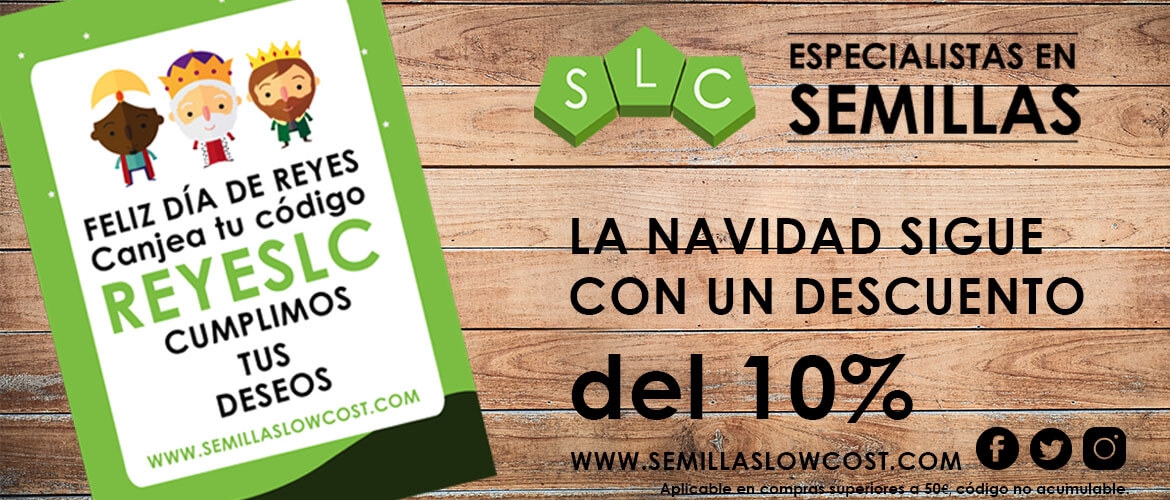 FELIZ DÍA DE REYES
Canjea tu código
REYESLC
CUMPLIMOS
TUS
DESEOS
WWW.SEMILLASLOWCOST.COM
SLC
ESPECIALISTAS EN
SEMILLAS
LA NAVIDAD SIGUE
CON UN DESCUENTO
del 10%
WWW.SEMILLASLOWCOST.COM
Aplicable en compras superiores a 50€, código no acumulable